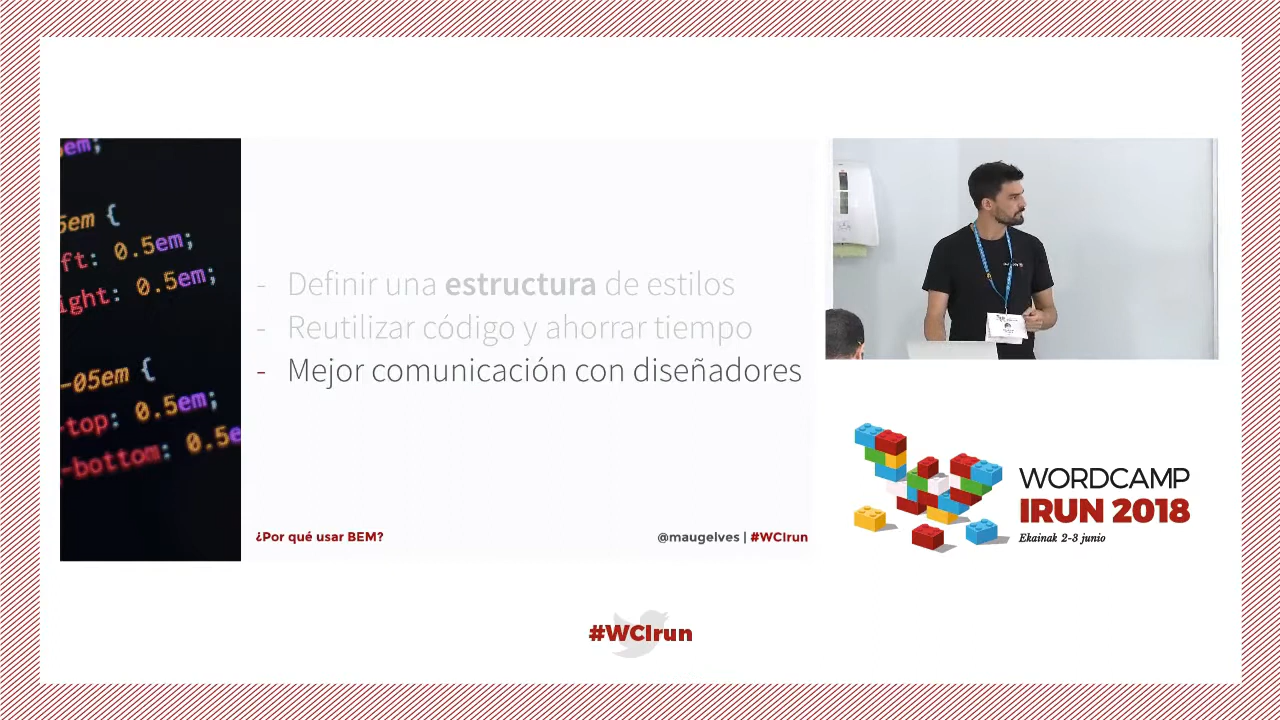 em;
5em {
ft: 0.5em;
ight: 0.5em;
-05em {
-top: 0.5em;
-bottom: 0.5e
- Definir una estructura de estilos
- Reutilizar código y ahorrar tiempo
- Mejor comunicación con diseñadores
¿Por qué usar BEM?
@maugelves | #WCIrun
WORDCAMP
IRUN 2018
Ekainak 2-3 junio
#WCIrun